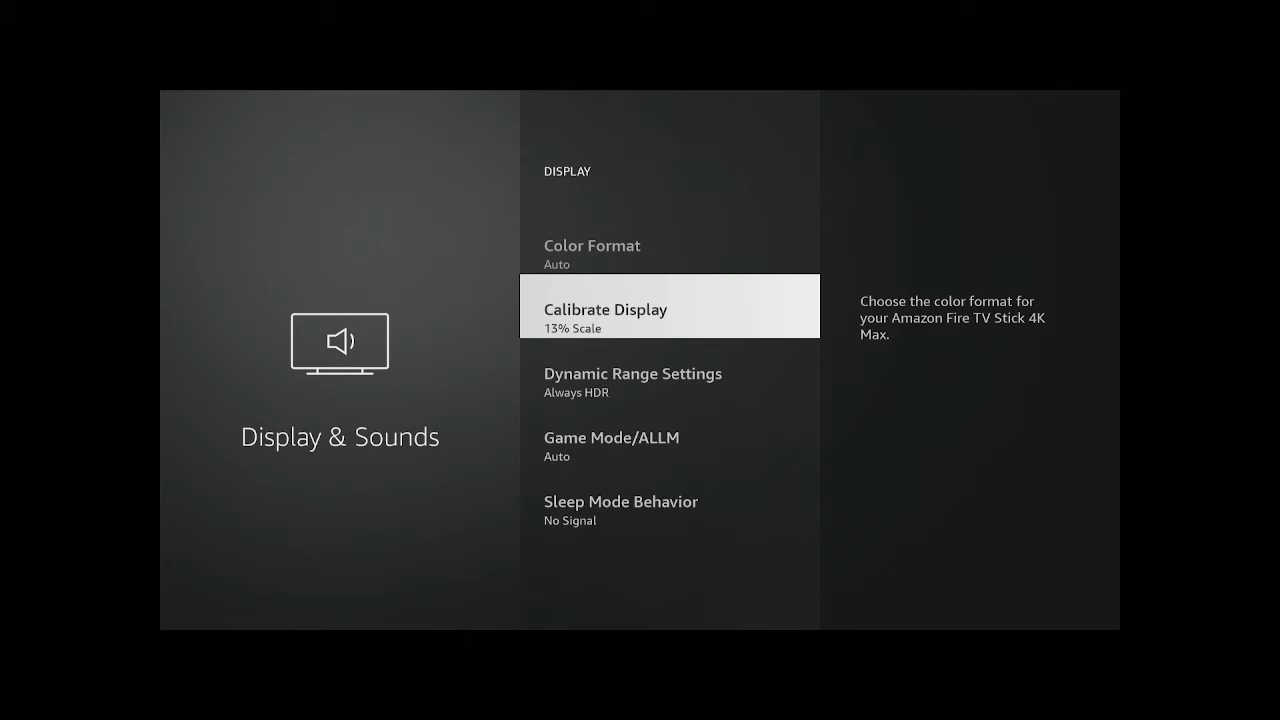 Display & Sounds
DISPLAY
Color Format
Auto
Calibrate Display
13% Scale
Dynamic Range Settings
Always HDR
Game Mode/ALLM
Auto
Sleep Mode Behavior
No Signal
Choose the color format for
your Amazon Fire TV Stick 4K
Max.